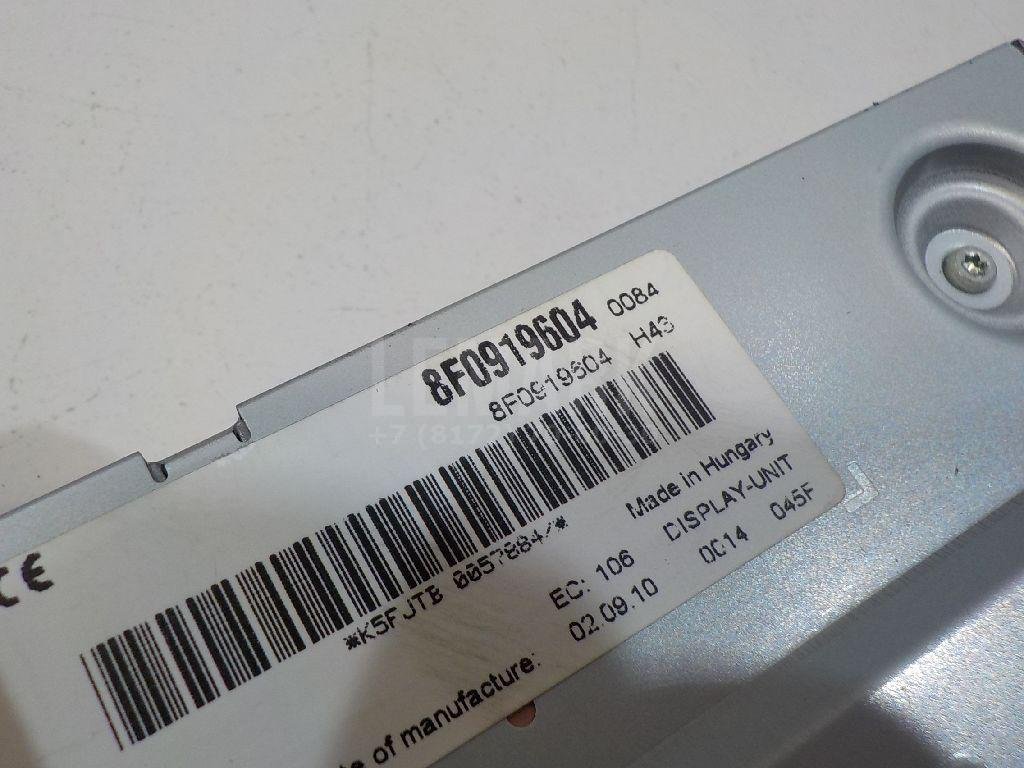 8F0919604 0084
8F0919604 H43
*K5FJTB 0057884/*
Made in Hungary
EC: 106 DISPLAY-UNIT
of manufacture: 02.09.10 0014 045F
CE